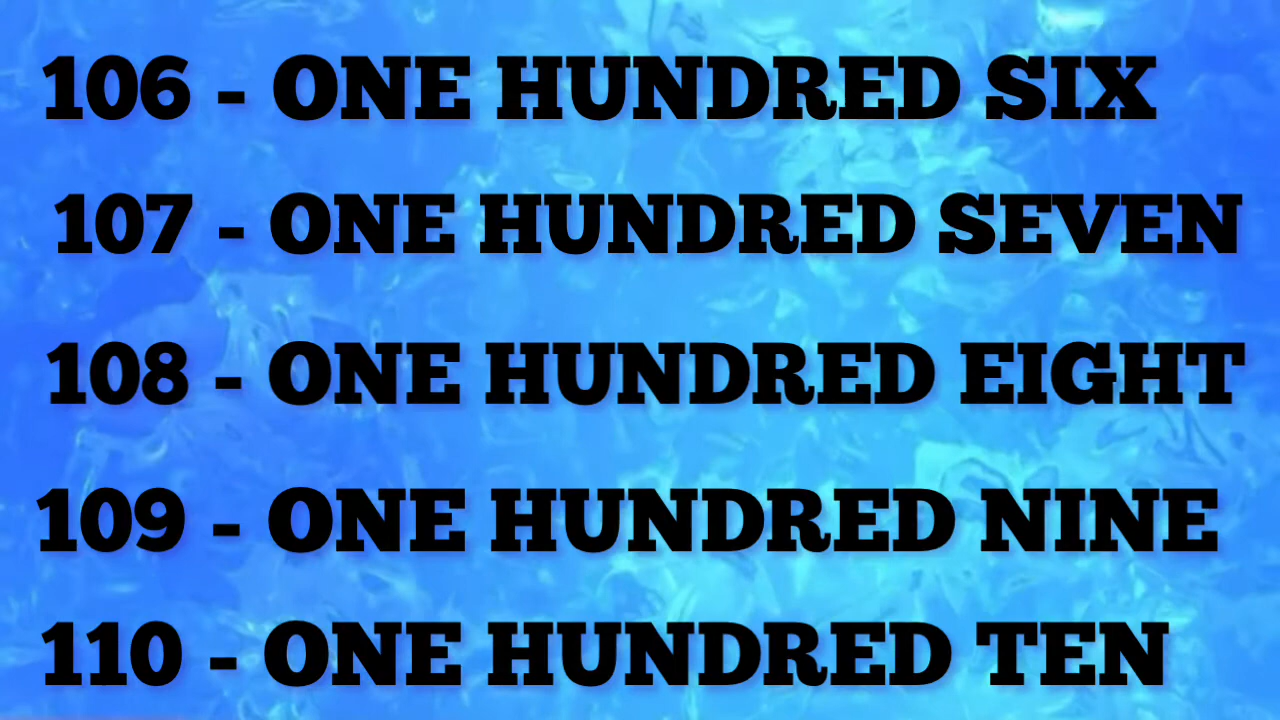 106 - ONE HUNDRED SIX
107 - ONE HUNDRED SEVEN
108 - ONE HUNDRED EIGHT
109 - ONE HUNDRED NINE
110 - ONE HUNDRED TEN